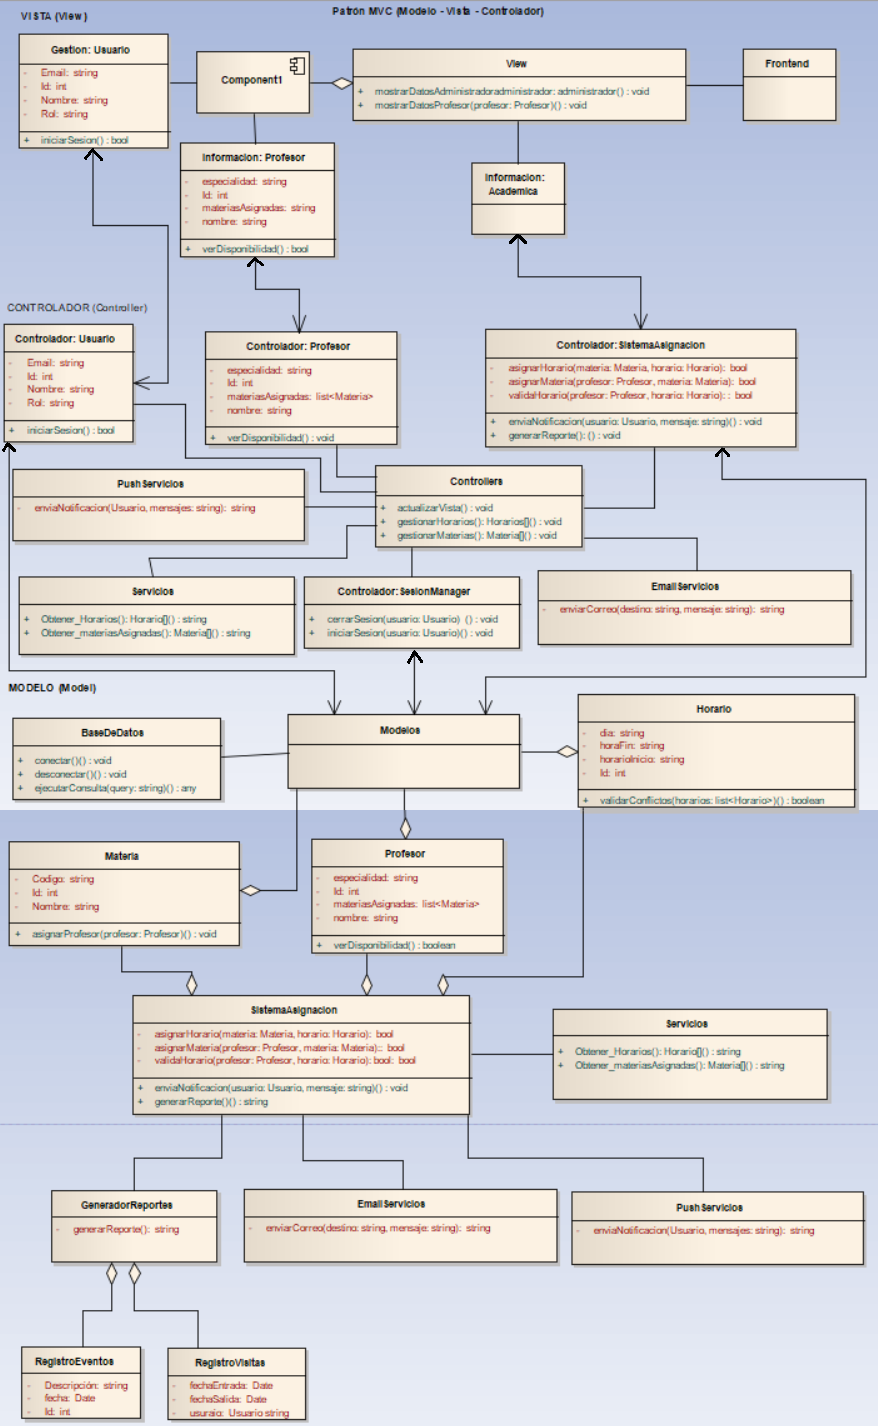 Patrón MVC (Modelo - Vista - Controlador)
VISTA (View)
Gestion: Usuario
- Email: string
- Id: int
- Nombre: string
- Rol: string
+ iniciarSesion() : bool
Component1
View
+ mostrarDatosAdministradoradministrador: administrador() : void
+ mostrarDatosProfesor(profesor: Profesor)() : void
Frontend
Informacion: Profesor
- especialidad: string
- Id: int
- materiasAsignadas: string
- nombre: string
+ verDisponibilidad() : bool
Informacion:
Academica
CONTROLADOR (Controller)
Controlador: Usuario
- Email: string
- Id: int
- Nombre: string
- Rol: string
+ iniciarSesion() : bool
Controlador: Profesor
- especialidad: string
- Id: int
- materiasAsignadas: list<Materia>
- nombre: string
+ verDisponibilidad() : void
Controlador: SistemaAsignacion
- asignarHorario(materia: Materia, horario: Horario): bool
- asignarMateria(profesor: Profesor, materia: Materia): bool
- validaHorario(profesor: Profesor, horario: Horario): : bool
+ enviaNotificacion(usuario: Usuario, mensaje: string)() : void
+ generarReporte(): () : void
PushServicios
- enviaNotificacion(Usuario, mensajes: string): string
Controllers
+ actualizarVista() : void
+ gestionarHorarios(): Horarios[]() : void
+ gestionarMaterias(): Materia[]() : void
Servicios
+ Obtener_Horarios(): Horario[]() : string
+ Obtener_materiasAsignadas(): Materia[]() : string
Controlador: SesionManager
+ cerrarSesion(usuario: Usuario) () : void
+ iniciarSesion(usuario: Usuario)() : void
EmailServicios
- enviarCorreo(destino: string, mensaje: string): string
MODELO (Model)
BaseDeDatos
+ conectar()() : void
+ desconectar()() : void
+ ejecutarConsulta(query: string)() : any
Modelos
Horario
- dia: string
- horaFin: string
- horarioInicio: string
- Id: int
+ validarConflictos(horarios: list<Horario>)() : boolean
Materia
- Codigo: string
- Id: int
- Nombre: string
+ asignarProfesor(profesor: Profesor)() : void
Profesor
- especialidad: string
- Id: int
- materiasAsignadas: list<Materia>
- nombre: string
+ verDisponibilidad() : boolean
SistemaAsignacion
- asignarHorario(materia: Materia, horario: Horario): bool
- asignarMateria(profesor: Profesor, materia: Materia):: bool
- validaHorario(profesor: Profesor, horario: Horario): bool: bool
+ enviaNotificacion(usuario: Usuario, mensaje: string)() : void
+ generarReporte()() : string
Servicios
+ Obtener_Horarios(): Horario[]() : string
+ Obtener_materiasAsignadas(): Materia[]() : string
GeneradorReportes
- generarReporte(): string
EmailServicios
- enviarCorreo(destino: string, mensaje: string): string
PushServicios
- enviaNotificacion(Usuario, mensajes: string): string
RegistroEventos
- Descripción: string
- fecha: Date
- Id: int
RegistroVisitas
- fechaEntrada: Date
- fechaSalida: Date
- usuraio: Usuario string